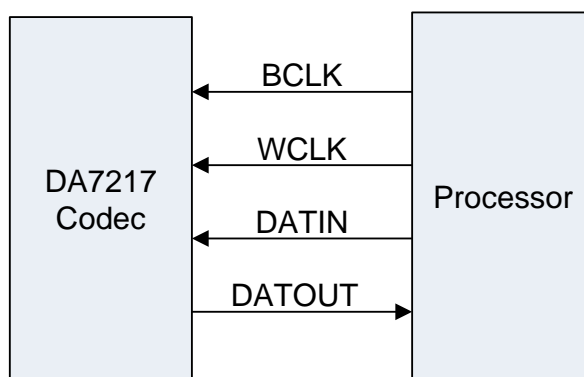 DA7217
Codec
BCLK
WCLK
DATIN
DATOUT
Processor